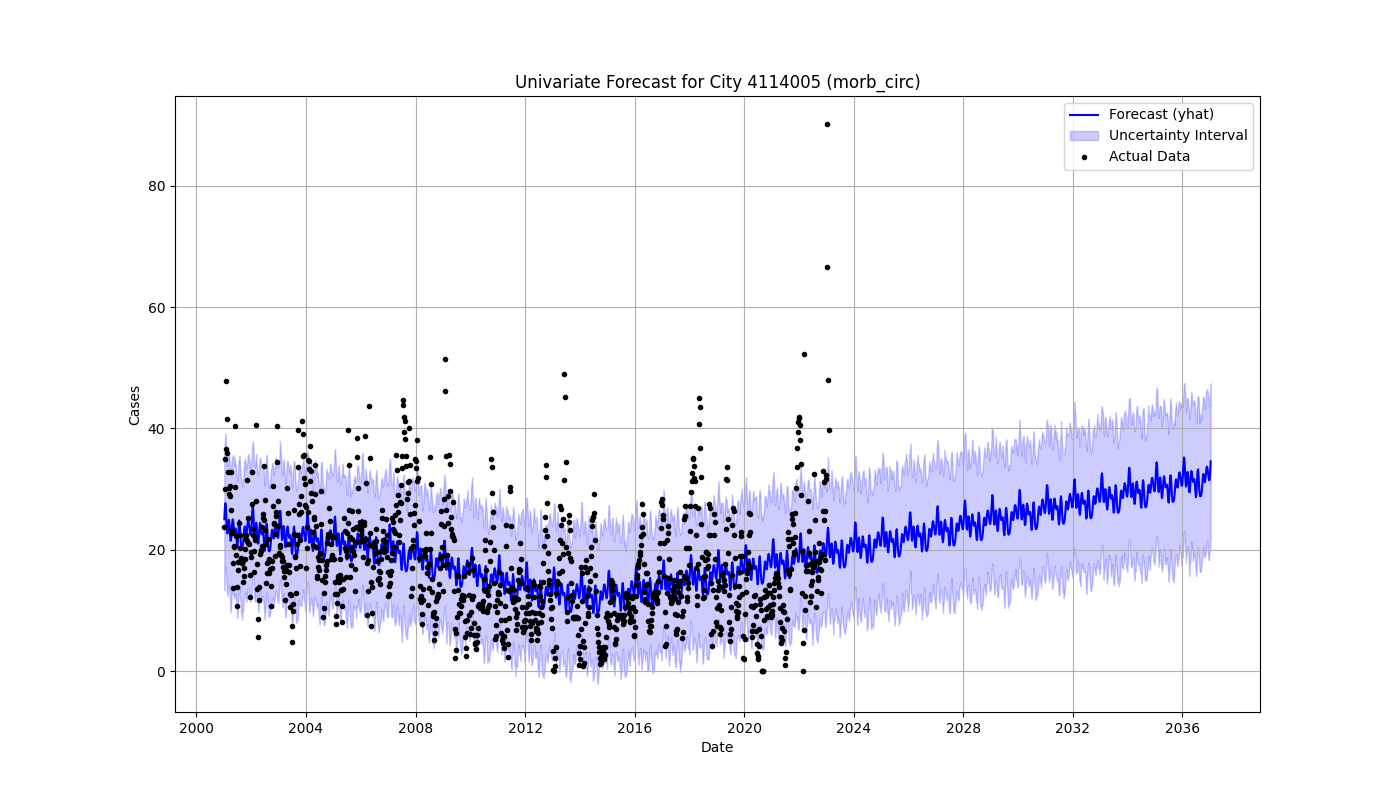 Univariate Forecast for City 4114005 (morb_circ)
Forecast (yhat)
Uncertainty Interval
Actual Data
Cases
80
60
40
20
0
2000 2004 2008 2012 2016 2020 2024 2028 2032 2036
Date